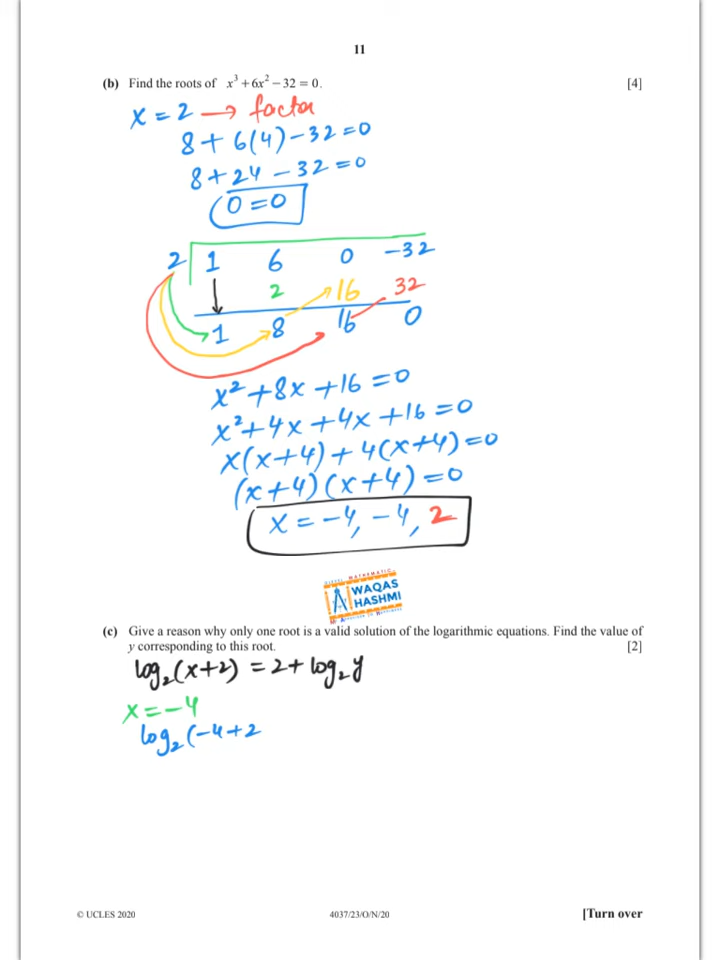 11
(b) Find the roots of x³ + 6x² − 32 = 0. [4]
x = 2 → factor
8 + 6(4) − 32 = 0
8 + 24 − 32 = 0
0 = 0
2 1 6 0 −32
2 16 32
1 8 16 0
x² + 8x + 16 = 0
x² + 4x + 4x + 16 = 0
x(x+4) + 4(x+4) = 0
(x+4)(x+4) = 0
x = −4, −4, 2
WAQAS
HASHMI
(c) Give a reason why only one root is a valid solution of the logarithmic equations. Find the value of
y corresponding to this root. [2]
log₂(x+2) = 2 + log₂y
x = −4
log₂(−4+2
© UCLES 2020 4037/23/O/N/20 [Turn over